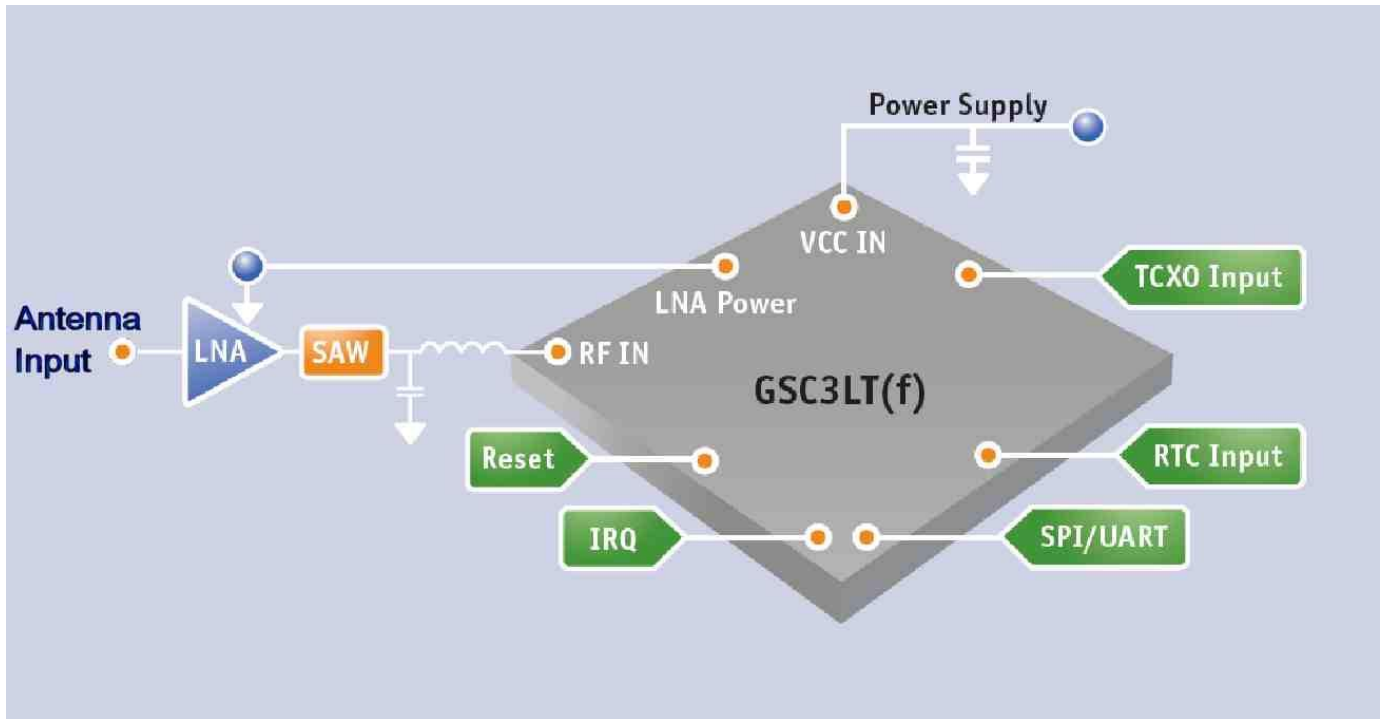 Power Supply
VCC IN
TCXO Input
LNA Power
Antenna
Input
LNA
SAW
RF IN
GSC3LT(f)
Reset
RTC Input
IRQ
SPI/UART